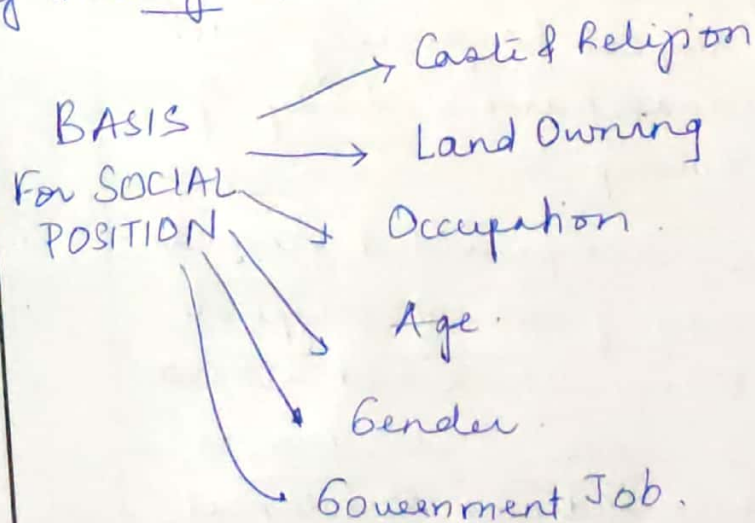 Caste & Religion
BASIS
For SOCIAL
POSITION
Land Owning
Occupation.
Age.
Gender.
Government Job.